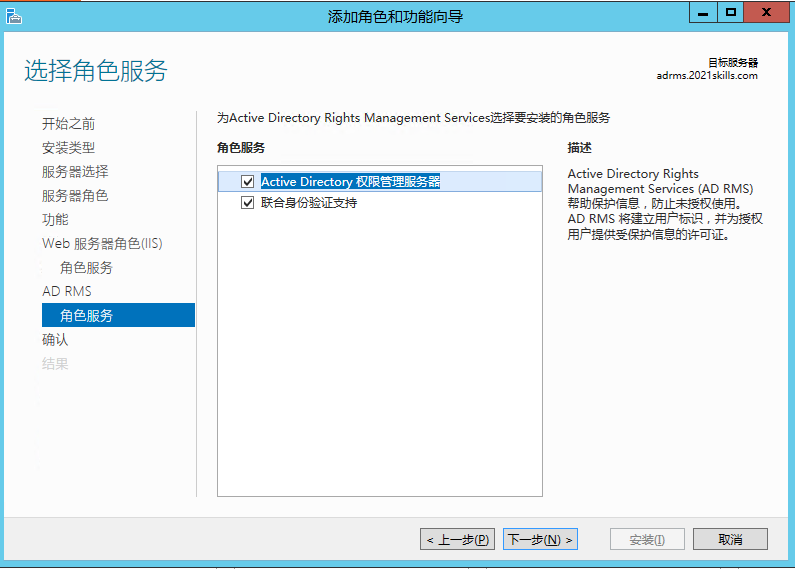 添加角色和功能向导
选择角色服务
目标服务器
adrms.2021skills.com
开始之前
安装类型
服务器选择
服务器角色
功能
Web 服务器角色(IIS)
角色服务
AD RMS
角色服务
确认
结果
为Active Directory Rights Management Services选择要安装的角色服务
角色服务
Active Directory 权限管理服务器
联合身份验证支持
描述
Active Directory Rights
Management Services (AD RMS)
帮助保护信息，防止未授权使用。
AD RMS 将建立用户标识，并为授权
用户提供受保护信息的许可证。
< 上一步(P)
下一步(N) >
安装(I)
取消